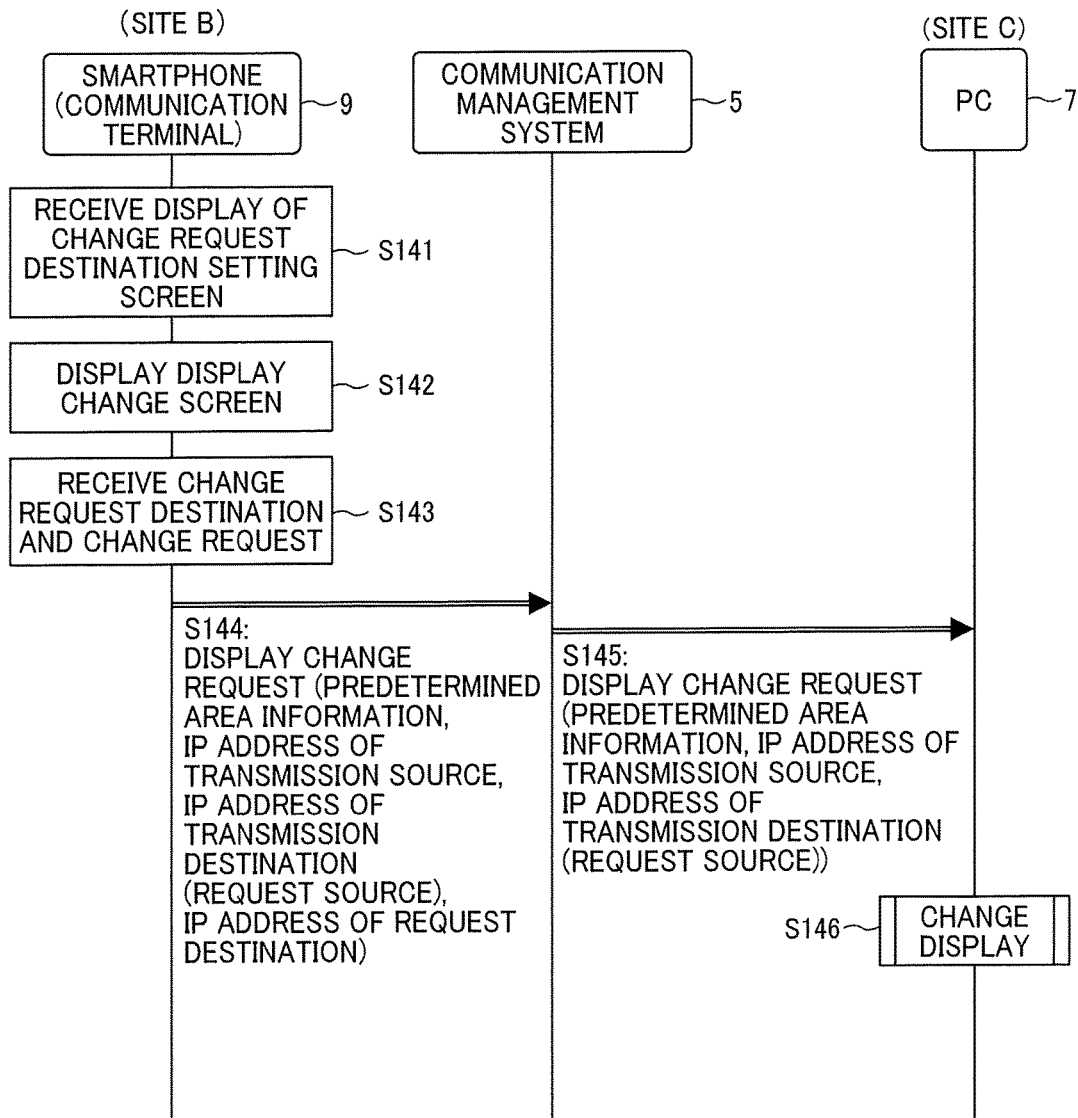 (SITE B)
(SITE C)
SMARTPHONE
(COMMUNICATION
TERMINAL)
9
COMMUNICATION
MANAGEMENT
SYSTEM
5
PC
7
RECEIVE DISPLAY OF
CHANGE REQUEST
DESTINATION SETTING
SCREEN
S141
DISPLAY DISPLAY
CHANGE SCREEN
S142
RECEIVE CHANGE
REQUEST DESTINATION
AND CHANGE REQUEST
S143
S144:
DISPLAY CHANGE
REQUEST (PREDETERMINED
AREA INFORMATION,
IP ADDRESS OF
TRANSMISSION SOURCE,
IP ADDRESS OF
TRANSMISSION
DESTINATION
(REQUEST SOURCE),
IP ADDRESS OF REQUEST
DESTINATION)
S145:
DISPLAY CHANGE REQUEST
(PREDETERMINED AREA
INFORMATION, IP ADDRESS OF
TRANSMISSION SOURCE,
IP ADDRESS OF
TRANSMISSION DESTINATION
(REQUEST SOURCE))
S146
CHANGE
DISPLAY